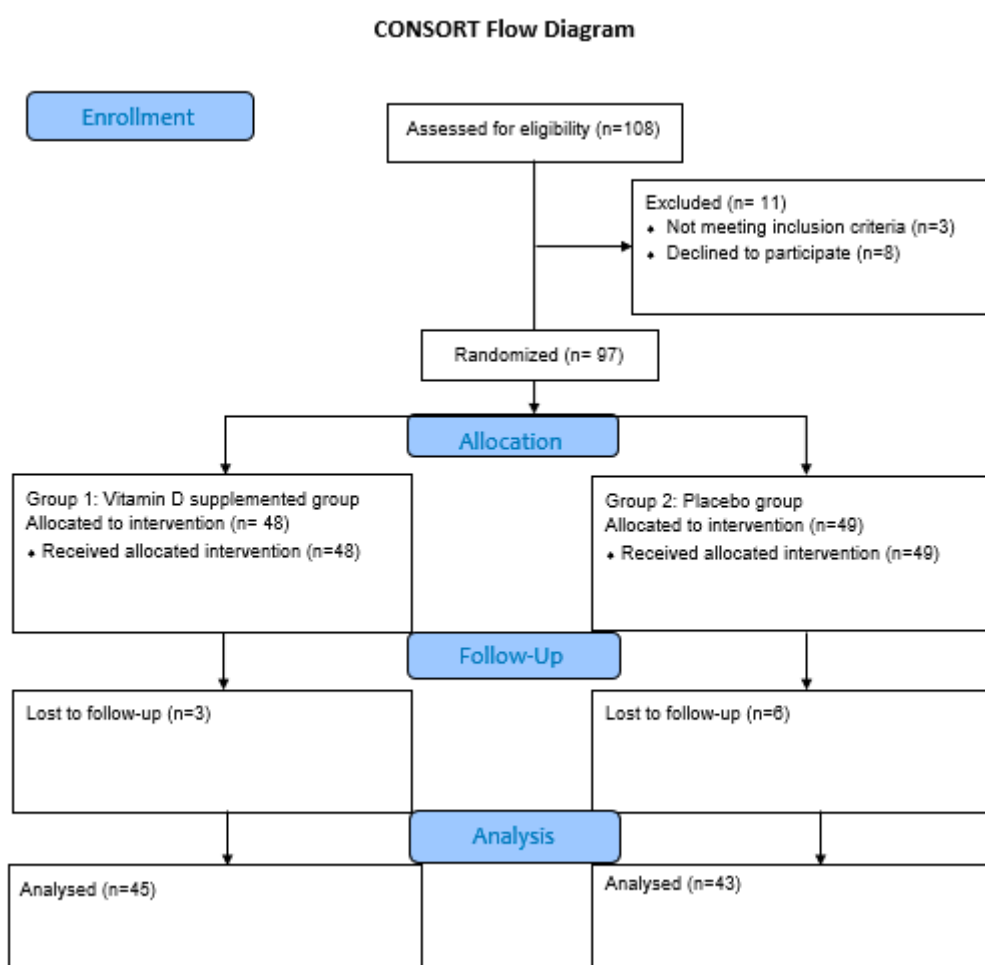 CONSORT Flow Diagram
Enrollment
Assessed for eligibility (n=108)
Excluded (n= 11)
⬥ Not meeting inclusion criteria (n=3)
⬥ Declined to participate (n=8)
Randomized (n= 97)
Allocation
Group 1: Vitamin D supplemented group
Allocated to intervention (n= 48)
⬥ Received allocated intervention (n=48)
Group 2: Placebo group
Allocated to intervention (n=49)
⬥ Received allocated intervention (n=49)
Follow-Up
Lost to follow-up (n=3)
Lost to follow-up (n=6)
Analysis
Analysed (n=45)
Analysed (n=43)